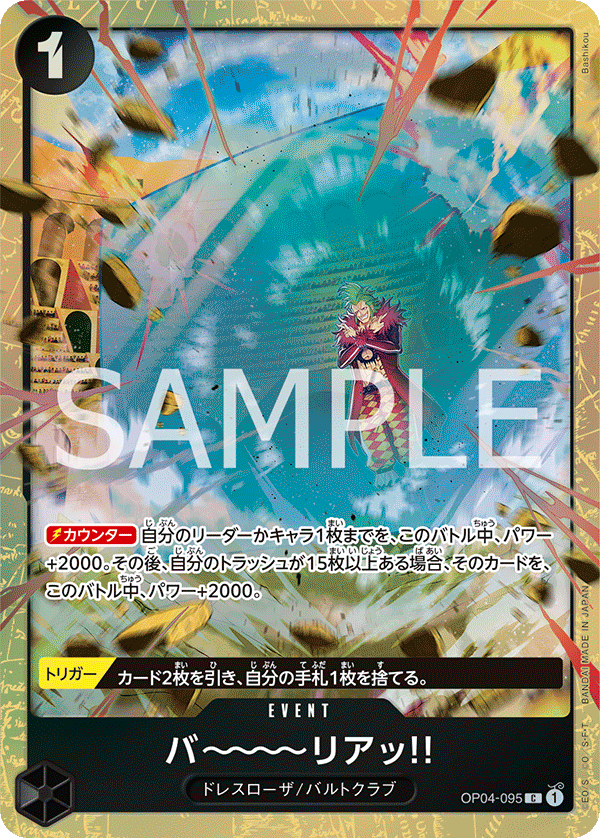 1
Bashikou
SAMPLE
カウンター 自分のリーダーかキャラ1枚までを、このバトル中、パワー
+2000。その後、自分のトラッシュが15枚以上ある場合、そのカードを、
このバトル中、パワー+2000。
トリガー カード2枚を引き、自分の手札1枚を捨てる。
EVENT
バ~~~~リアッ!!
ドレスローザ/バルトクラブ
OP04-095 C 1
©E.O./S. ©.O., S., F., T. BANDAI MADE IN JAPAN